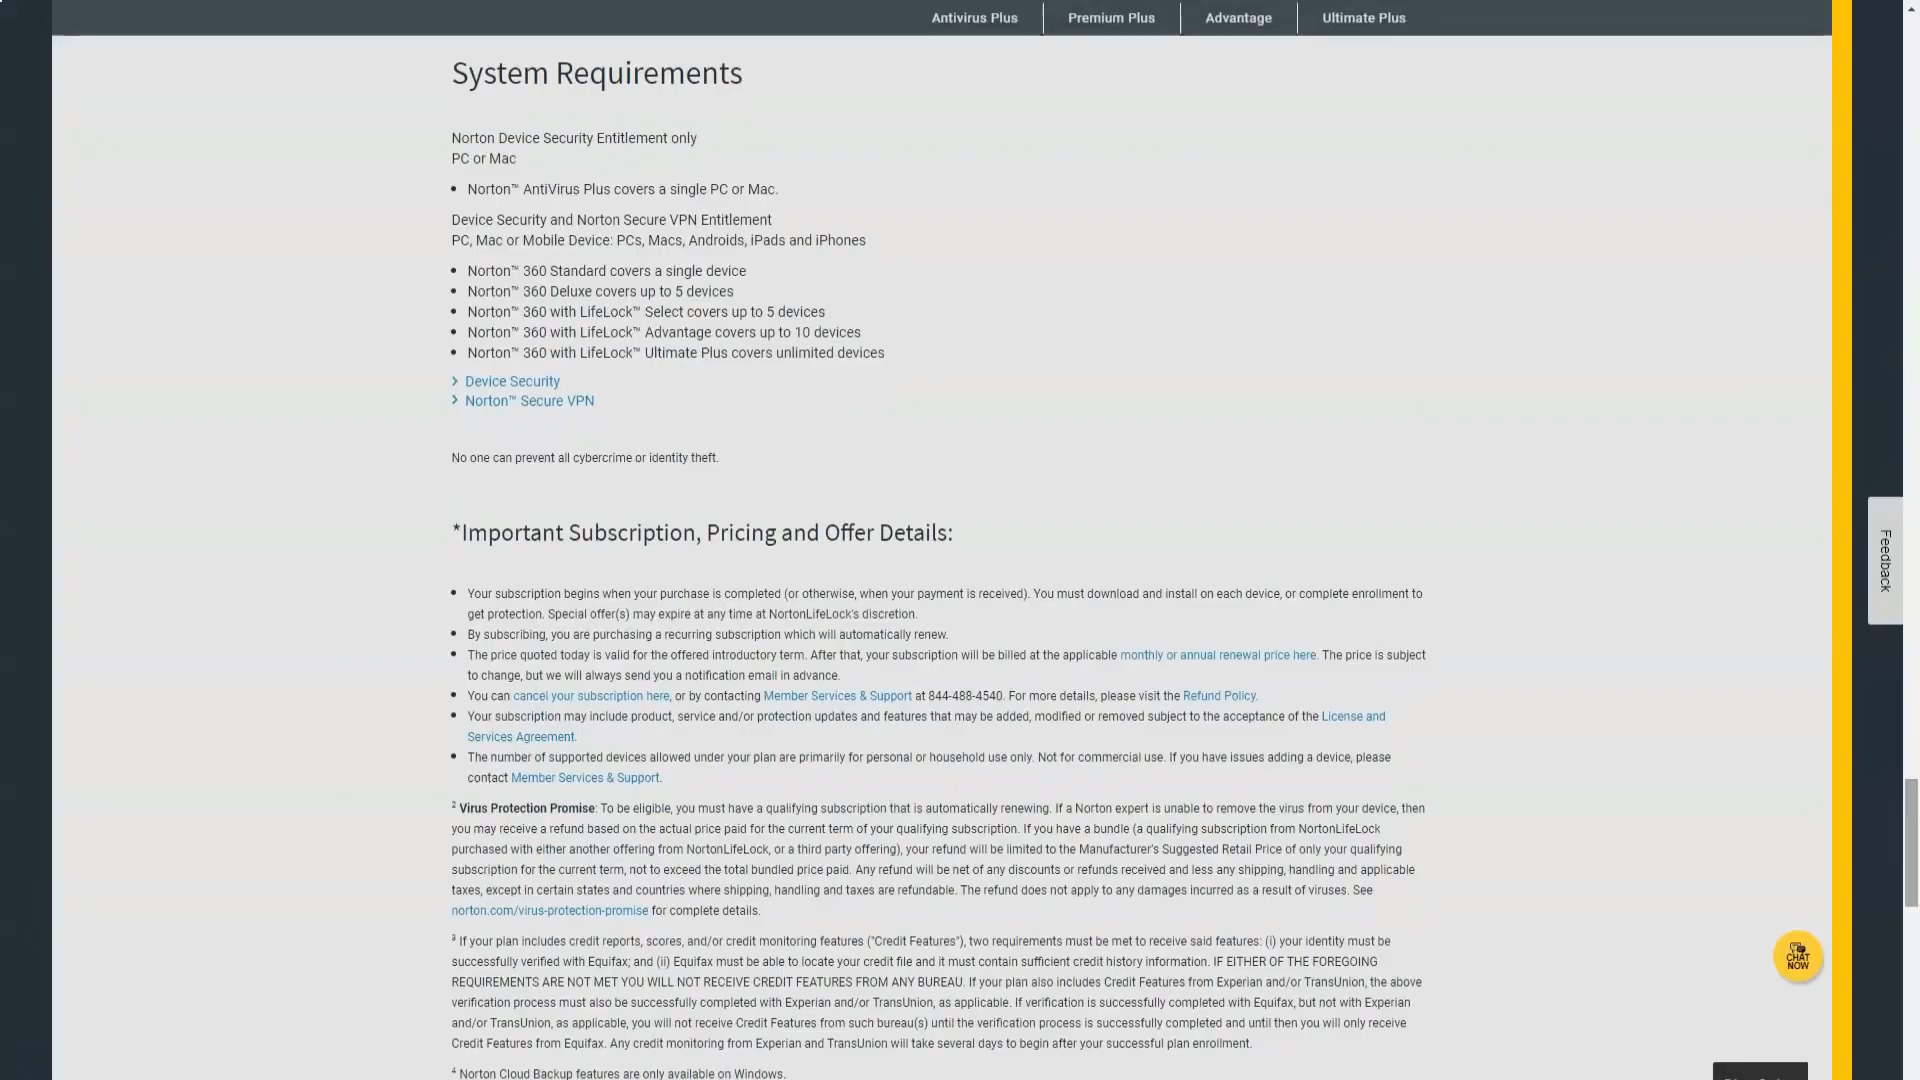 Antivirus Plus
Premium Plus
Advantage
Ultimate Plus
System Requirements
Norton Device Security Entitlement only
PC or Mac
• Norton™ AntiVirus Plus covers a single PC or Mac.
Device Security and Norton Secure VPN Entitlement
PC, Mac or Mobile Device: PCs, Macs, Androids, iPads and iPhones
• Norton™ 360 Standard covers a single device
• Norton™ 360 Deluxe covers up to 5 devices
• Norton™ 360 with LifeLock™ Select covers up to 5 devices
• Norton™ 360 with LifeLock™ Advantage covers up to 10 devices
• Norton™ 360 with LifeLock™ Ultimate Plus covers unlimited devices
Device Security
Norton™ Secure VPN
No one can prevent all cybercrime or identity theft.
*Important Subscription, Pricing and Offer Details:
• Your subscription begins when your purchase is completed (or otherwise, when your payment is received). You must download and install on each device, or complete enrollment to
get protection. Special offer(s) may expire at any time at NortonLifeLock's discretion.
• By subscribing, you are purchasing a recurring subscription which will automatically renew.
• The price quoted today is valid for the offered introductory term. After that, your subscription will be billed at the applicable monthly or annual renewal price here. The price is subject
to change, but we will always send you a notification email in advance.
• You can cancel your subscription here, or by contacting Member Services & Support at 844-488-4540. For more details, please visit the Refund Policy.
• Your subscription may include product, service and/or protection updates and features that may be added, modified or removed subject to the acceptance of the License and
Services Agreement.
• The number of supported devices allowed under your plan are primarily for personal or household use only. Not for commercial use. If you have issues adding a device, please
contact Member Services & Support.
2 Virus Protection Promise: To be eligible, you must have a qualifying subscription that is automatically renewing. If a Norton expert is unable to remove the virus from your device, then
you may receive a refund based on the actual price paid for the current term of your qualifying subscription. If you have a bundle (a qualifying subscription from NortonLifeLock
purchased with either another offering from NortonLifeLock, or a third party offering), your refund will be limited to the Manufacturer's Suggested Retail Price of only your qualifying
subscription for the current term, not to exceed the total bundled price paid. Any refund will be net of any discounts or refunds received and less any shipping, handling and applicable
taxes, except in certain states and countries where shipping, handling and taxes are refundable. The refund does not apply to any damages incurred as a result of viruses. See
norton.com/virus-protection-promise for complete details.
3 If your plan includes credit reports, scores, and/or credit monitoring features ("Credit Features"), two requirements must be met to receive said features: (i) your identity must be
successfully verified with Equifax; and (ii) Equifax must be able to locate your credit file and it must contain sufficient credit history information. IF EITHER OF THE FOREGOING
REQUIREMENTS ARE NOT MET YOU WILL NOT RECEIVE CREDIT FEATURES FROM ANY BUREAU. If your plan also includes Credit Features from Experian and/or TransUnion, the above
verification process must also be successfully completed with Experian and/or TransUnion, as applicable. If verification is successfully completed with Equifax, but not with Experian
and/or TransUnion, as applicable, you will not receive Credit Features from such bureau(s) until the verification process is successfully completed and until then you will only receive
Credit Features from Equifax. Any credit monitoring from Experian and TransUnion will take several days to begin after your successful plan enrollment.
4 Norton Cloud Backup features are only available on Windows.
Feedback
CHAT
NOW